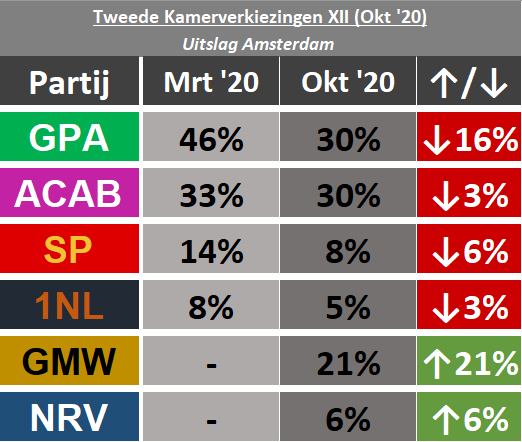 Tweede Kamerverkiezingen XII (Okt '20)
Uitslag Amsterdam
Partij Mrt '20 Okt '20 ↑/↓
GPA 46% 30% ↓16%
ACAB 33% 30% ↓3%
SP 14% 8% ↓6%
1NL 8% 5% ↓3%
GMW - 21% ↑21%
NRV - 6% ↑6%